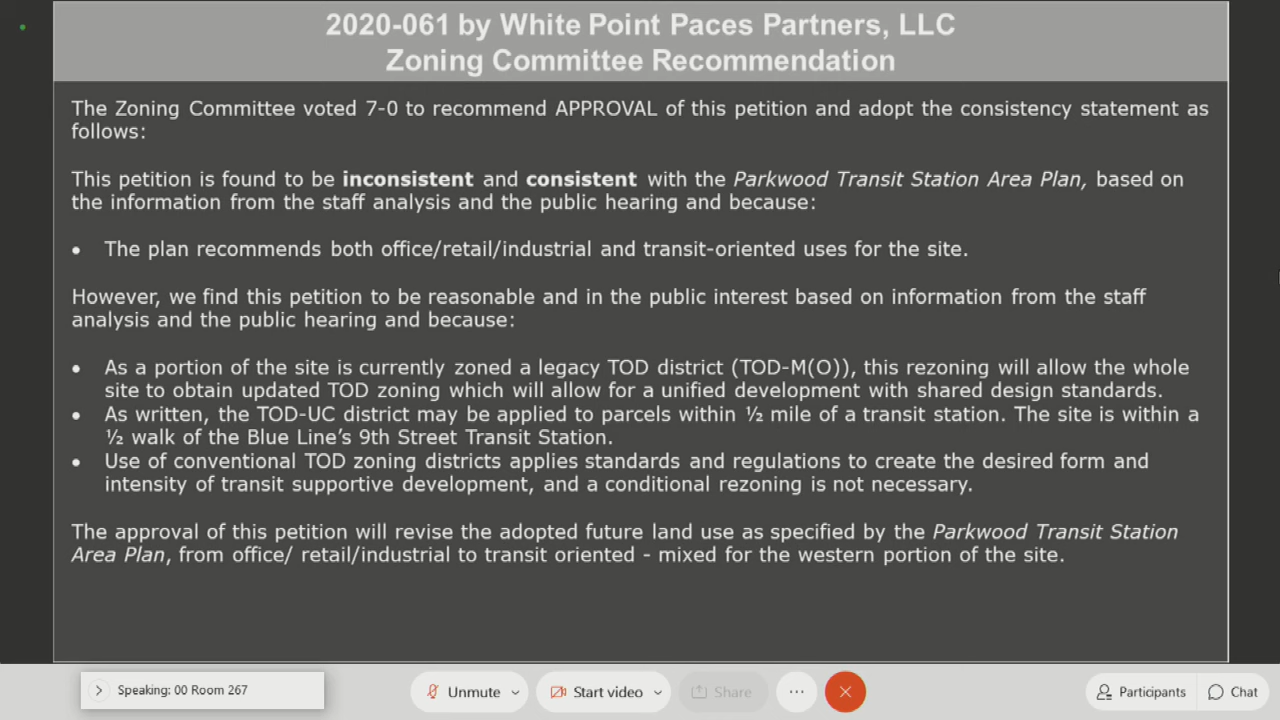 2020-061 by White Point Paces Partners, LLC
Zoning Committee Recommendation
The Zoning Committee voted 7-0 to recommend APPROVAL of this petition and adopt the consistency statement as
follows:
This petition is found to be inconsistent and consistent with the Parkwood Transit Station Area Plan, based on
the information from the staff analysis and the public hearing and because:
• The plan recommends both office/retail/industrial and transit-oriented uses for the site.
However, we find this petition to be reasonable and in the public interest based on information from the staff
analysis and the public hearing and because:
• As a portion of the site is currently zoned a legacy TOD district (TOD-M(O)), this rezoning will allow the whole
site to obtain updated TOD zoning which will allow for a unified development with shared design standards.
• As written, the TOD-UC district may be applied to parcels within ½ mile of a transit station. The site is within a
½ walk of the Blue Line's 9th Street Transit Station.
• Use of conventional TOD zoning districts applies standards and regulations to create the desired form and
intensity of transit supportive development, and a conditional rezoning is not necessary.
The approval of this petition will revise the adopted future land use as specified by the Parkwood Transit Station
Area Plan, from office/ retail/industrial to transit oriented - mixed for the western portion of the site.
Speaking: 00 Room 267
Unmute
Start video
Share
Participants
Chat